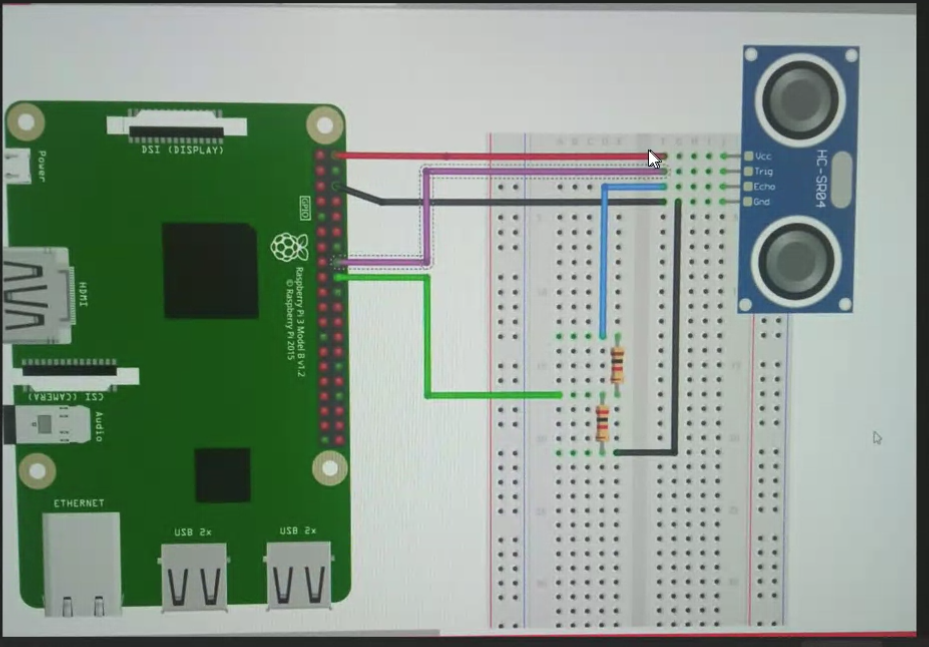 DSI (DISPLAY)
Power
GPIO
HDMI
Raspberry Pi 3 Model B v1.2
© Raspberry Pi 2015
CSI (CAMERA)
Audio
ETHERNET
USB 2x
USB 2x
Vcc
Trig
Echo
Gnd
HC-SR04